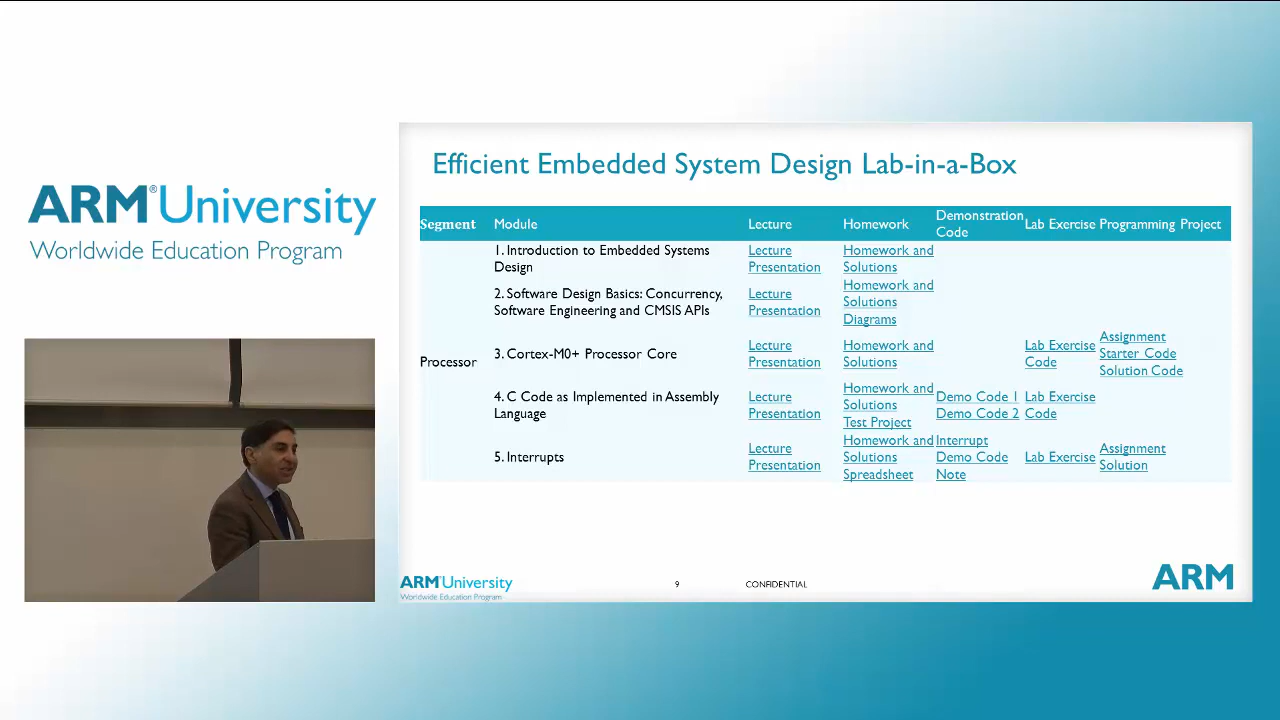 ARM®University
Worldwide Education Program
Efficient Embedded System Design Lab-in-a-Box
Segment Module Lecture Homework Demonstration Code Lab Exercise Programming Project
Processor
1. Introduction to Embedded Systems
Design
Lecture
Presentation
Homework and
Solutions
2. Software Design Basics: Concurrency,
Software Engineering and CMSIS APIs
Lecture
Presentation
Homework and
Solutions
Diagrams
3. Cortex-M0+ Processor Core
Lecture
Presentation
Homework and
Solutions
Lab Exercise
Code
Assignment
Starter Code
Solution Code
4. C Code as Implemented in Assembly
Language
Lecture
Presentation
Homework and
Solutions
Test Project
Demo Code 1
Demo Code 2
Lab Exercise
Code
5. Interrupts
Lecture
Presentation
Homework and
Solutions
Spreadsheet
Interrupt
Demo Code
Note
Lab Exercise
Assignment
Solution
ARM®University
Worldwide Education Program
9
CONFIDENTIAL
ARM